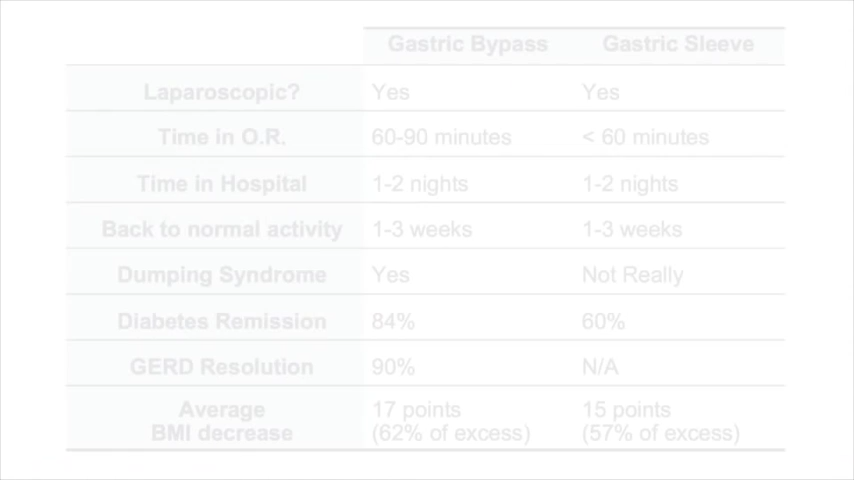 Gastric Bypass Gastric Sleeve
Laparoscopic? Yes Yes
Time in O.R. 60-90 minutes < 60 minutes
Time in Hospital 1-2 nights 1-2 nights
Back to normal activity 1-3 weeks 1-3 weeks
Dumping Syndrome Yes Not Really
Diabetes Remission 84% 60%
GERD Resolution 90% N/A
Average 17 points 15 points
BMI decrease (62% of excess) (57% of excess)